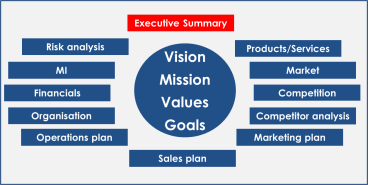 Executive Summary
Risk analysis
MI
Financials
Organisation
Operations plan
Vision
Mission
Values
Goals
Products/Services
Market
Competition
Competitor analysis
Marketing plan
Sales plan